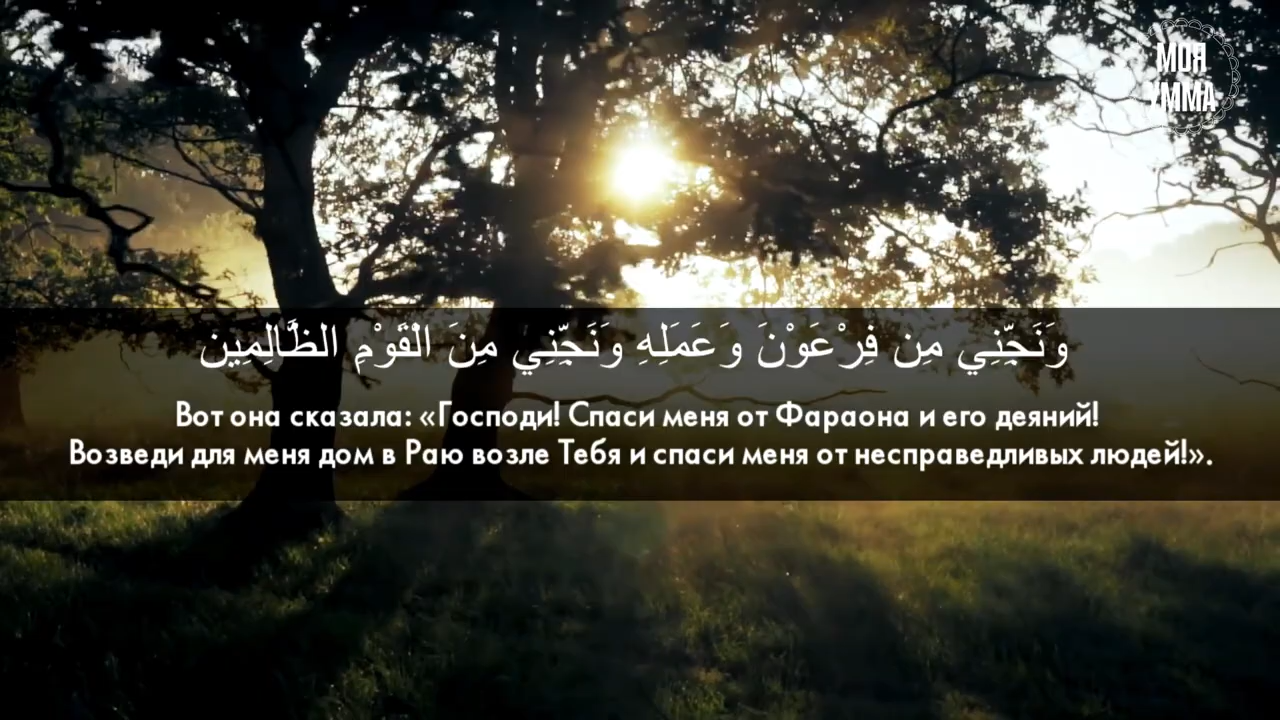 МОЯ
УММА
وَنَجِّنِي مِن فِرْعَوْنَ وَعَمَلِهِ وَنَجِّنِي مِنَ الْقَوْمِ الظَّالِمِين
Вот она сказала: «Господи! Спаси меня от Фараона и его деяний!
Возведи для меня дом в Раю возле Тебя и спаси меня от несправедливых людей!».